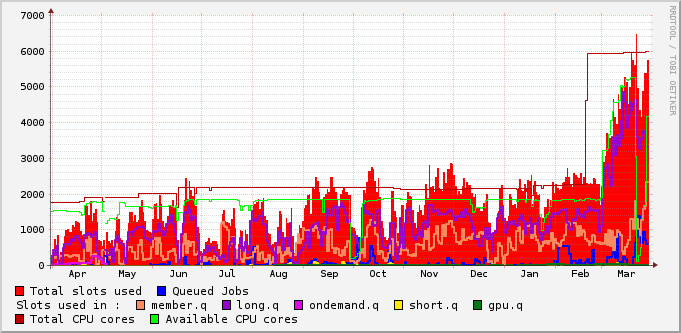 7000
6000
5000
4000
3000
2000
1000
0
Apr May Jun Jul Aug Sep Oct Nov Dec Jan Feb Mar
RRDTOOL / TOBI OETIKER
Total slots used Queued Jobs
Slots used in : member.q long.q ondemand.q short.q gpu.q
Total CPU cores Available CPU cores